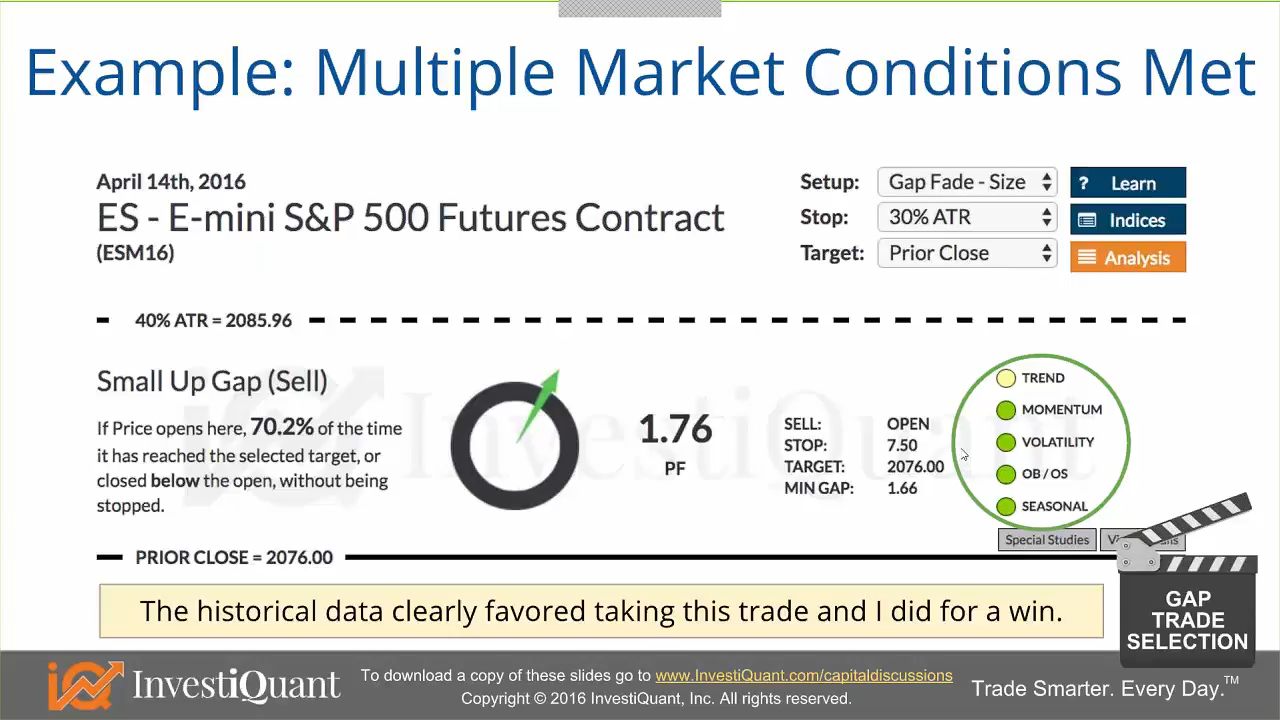 Example: Multiple Market Conditions Met
April 14th, 2016
ES - E-mini S&P 500 Futures Contract
(ESM16)
Setup: Gap Fade - Size
Stop: 30% ATR
Target: Prior Close
? Learn
Indices
Analysis
40% ATR = 2085.96
Small Up Gap (Sell)
If Price opens here, 70.2% of the time
it has reached the selected target, or
closed below the open, without being
stopped.
1.76
PF
SELL: OPEN
STOP: 7.50
TARGET: 2076.00
MIN GAP: 1.66
TREND
MOMENTUM
VOLATILITY
OB / OS
SEASONAL
Special Studies
PRIOR CLOSE = 2076.00
InvestiQuant
The historical data clearly favored taking this trade and I did for a win.
GAP
TRADE
SELECTION
InvestiQuant
To download a copy of these slides go to www.InvestiQuant.com/capitaldiscussions
Copyright © 2016 InvestiQuant, Inc. All rights reserved.
Trade Smarter. Every Day.™